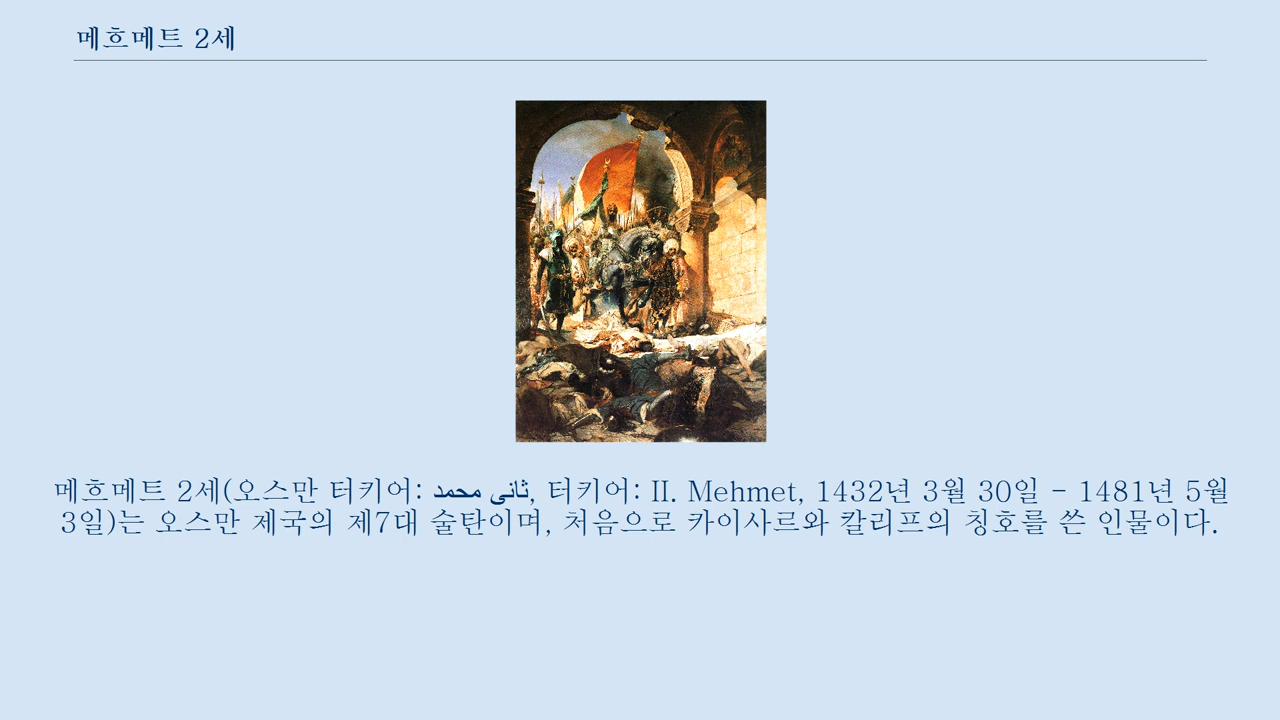 메흐메트 2세
메흐메트 2세(오스만 터키어: ثانى محمد, 터키어: II. Mehmet, 1432년 3월 30일 - 1481년 5월
3일)는 오스만 제국의 제7대 술탄이며, 처음으로 카이사르와 칼리프의 칭호를 쓴 인물이다.